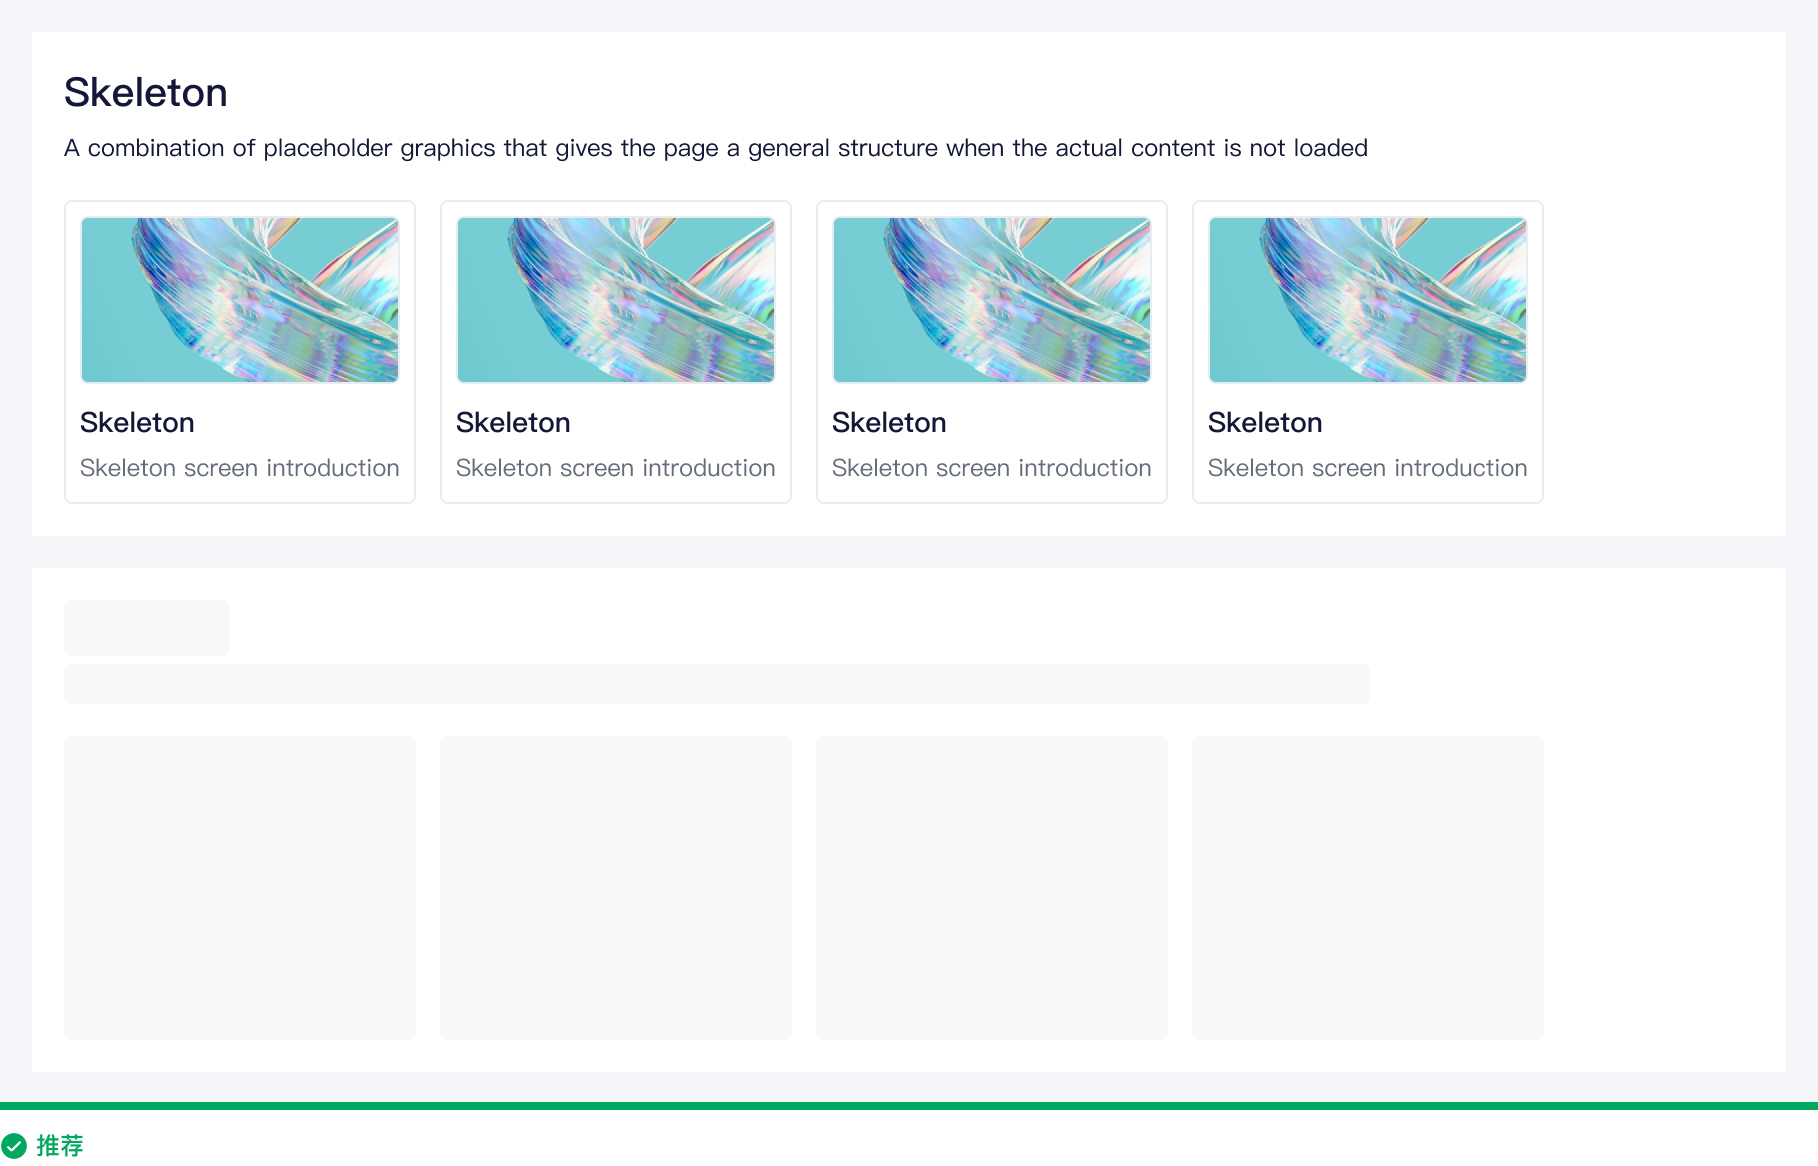 Skeleton
A combination of placeholder graphics that gives the page a general structure when the actual content is not loaded
Skeleton
Skeleton screen introduction
Skeleton
Skeleton screen introduction
Skeleton
Skeleton screen introduction
Skeleton
Skeleton screen introduction
推荐